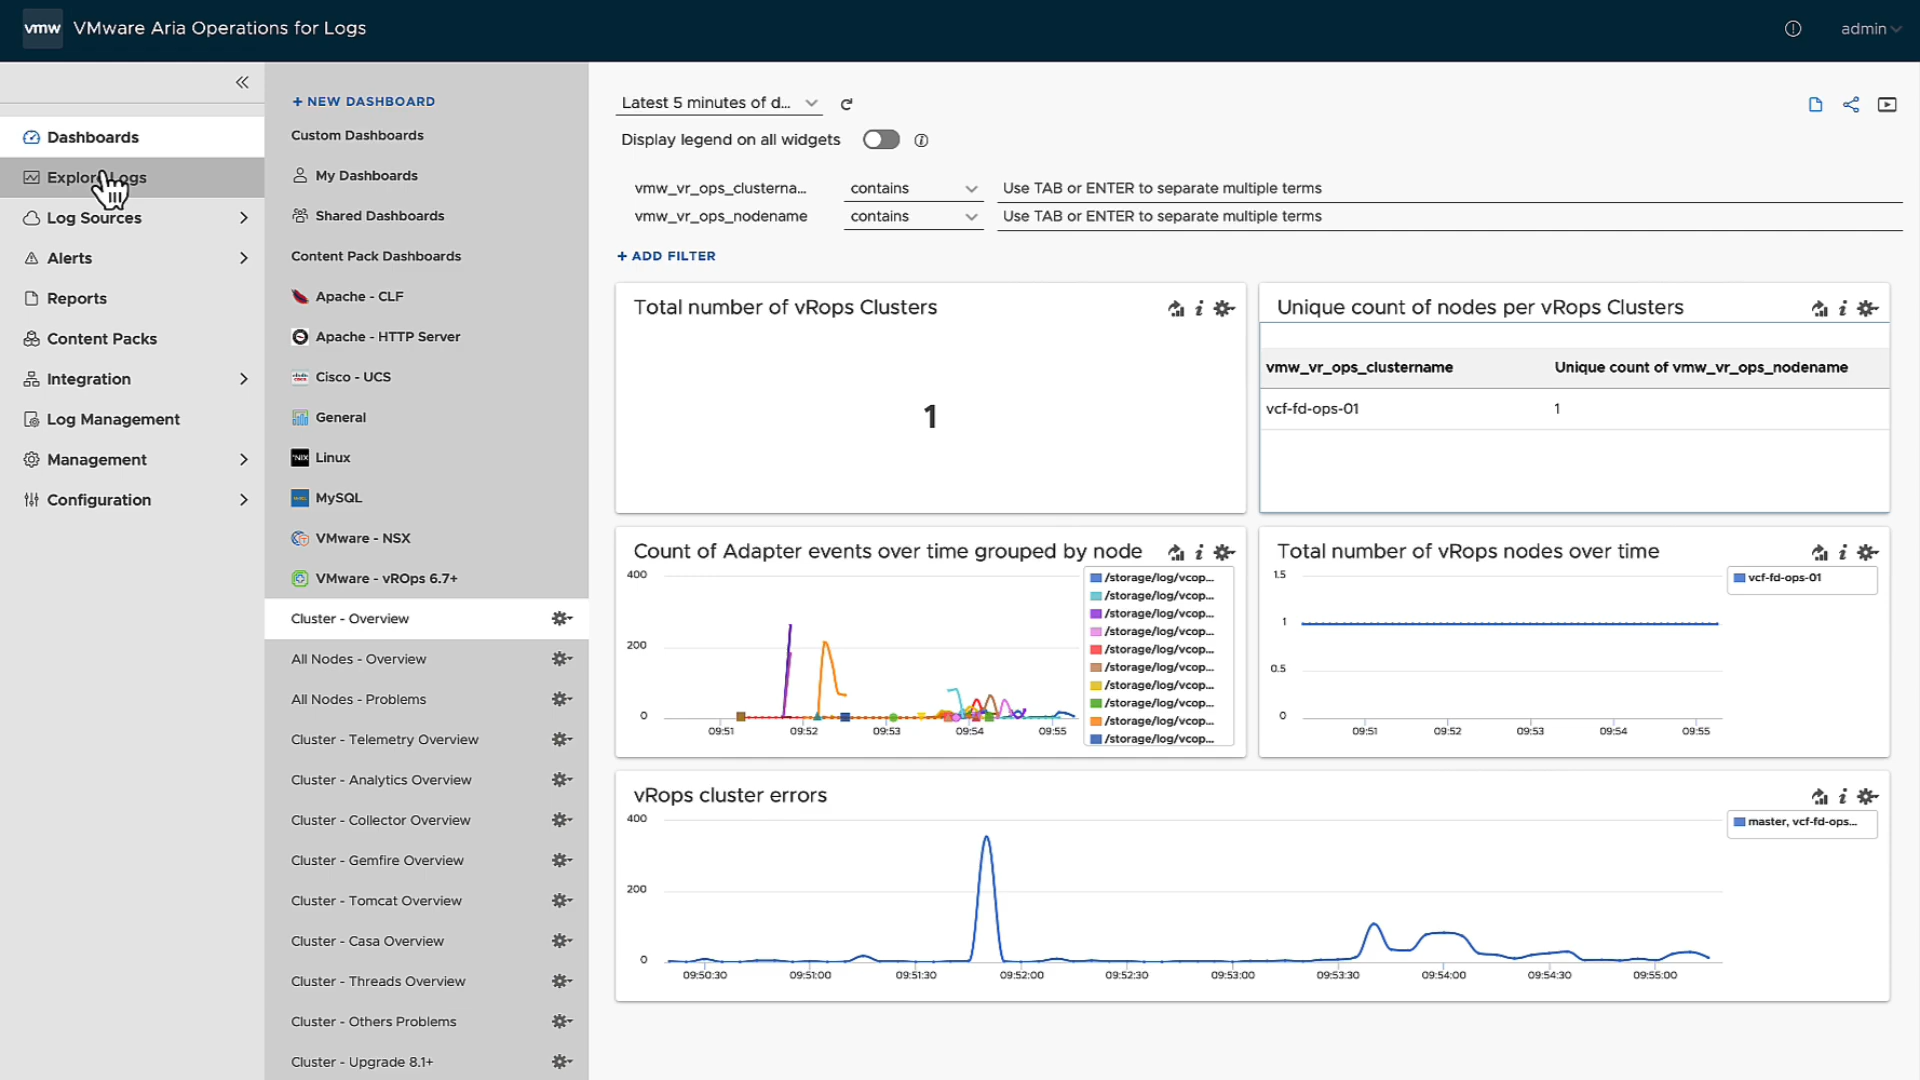 vmw VMware Aria Operations for Logs
admin
Dashboards
Explore Logs
Log Sources
Alerts
Reports
Content Packs
Integration
Log Management
Management
Configuration
+ NEW DASHBOARD
Custom Dashboards
My Dashboards
Shared Dashboards
Content Pack Dashboards
Apache - CLF
Apache - HTTP Server
Cisco - UCS
General
Linux
MySQL
VMware - NSX
VMware - vROps 6.7+
Cluster - Overview
All Nodes - Overview
All Nodes - Problems
Cluster - Telemetry Overview
Cluster - Analytics Overview
Cluster - Collector Overview
Cluster - Gemfire Overview
Cluster - Tomcat Overview
Cluster - Casa Overview
Cluster - Threads Overview
Cluster - Others Problems
Cluster - Upgrade 8.1+
Latest 5 minutes of d...
Display legend on all widgets
vmw_vr_ops_clusterna... contains Use TAB or ENTER to separate multiple terms
vmw_vr_ops_nodename contains Use TAB or ENTER to separate multiple terms
+ ADD FILTER
Total number of vRops Clusters
1
Unique count of nodes per vRops Clusters
vmw_vr_ops_clustername Unique count of vmw_vr_ops_nodename
vcf-fd-ops-01 1
Count of Adapter events over time grouped by node
400
200
0
09:51 09:52 09:53 09:54 09:55
/storage/log/vcop...
/storage/log/vcop...
/storage/log/vcop...
/storage/log/vcop...
/storage/log/vcop...
/storage/log/vcop...
/storage/log/vcop...
/storage/log/vcop...
/storage/log/vcop...
/storage/log/vcop...
Total number of vRops nodes over time
1.5
1
0.5
0
09:51 09:52 09:53 09:54 09:55
vcf-fd-ops-01
vRops cluster errors
400
200
0
09:50:30 09:51:00 09:51:30 09:52:00 09:52:30 09:53:00 09:53:30 09:54:00 09:54:30 09:55:00
master, vcf-fd-ops...